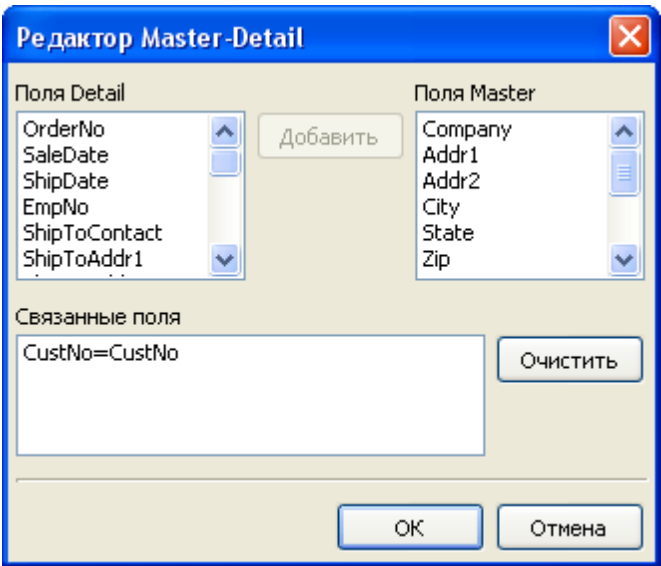 Редактор Master-Detail
Поля Detail
Поля Master
OrderNo
SaleDate
ShipDate
EmpNo
ShipToContact
ShipToAddr1
Добавить
Company
Addr1
Addr2
City
State
Zip
Связанные поля
CustNo=CustNo
Очистить
OK
Отмена